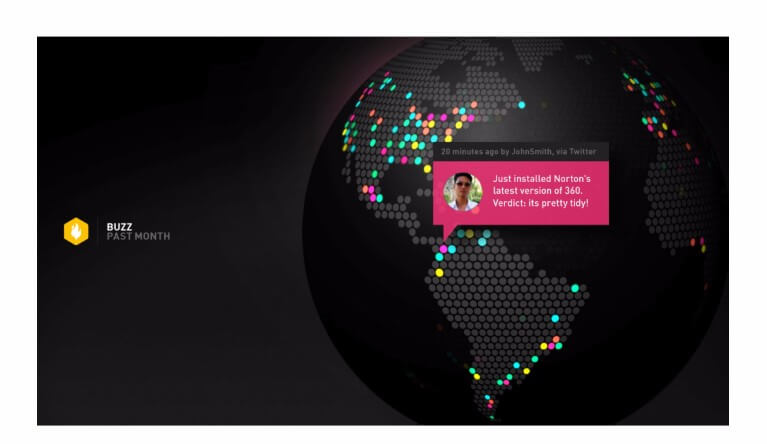 20 minutes ago by JohnSmith, via Twitter
Just installed Norton's
latest version of 360.
Verdict: its pretty tidy!
BUZZ
PAST MONTH